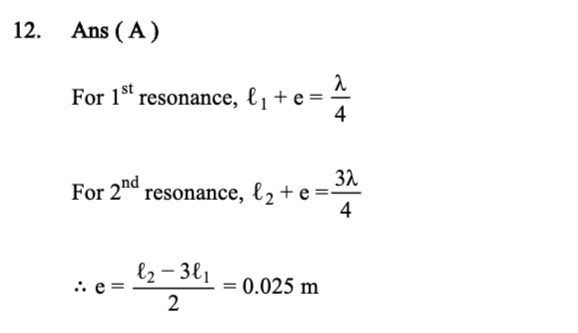 12. Ans ( A )
For 1st resonance, ℓ₁ + e = λ/4
For 2nd resonance, ℓ₂ + e = 3λ/4
∴ e = (ℓ₂ − 3ℓ₁)/2 = 0.025 m